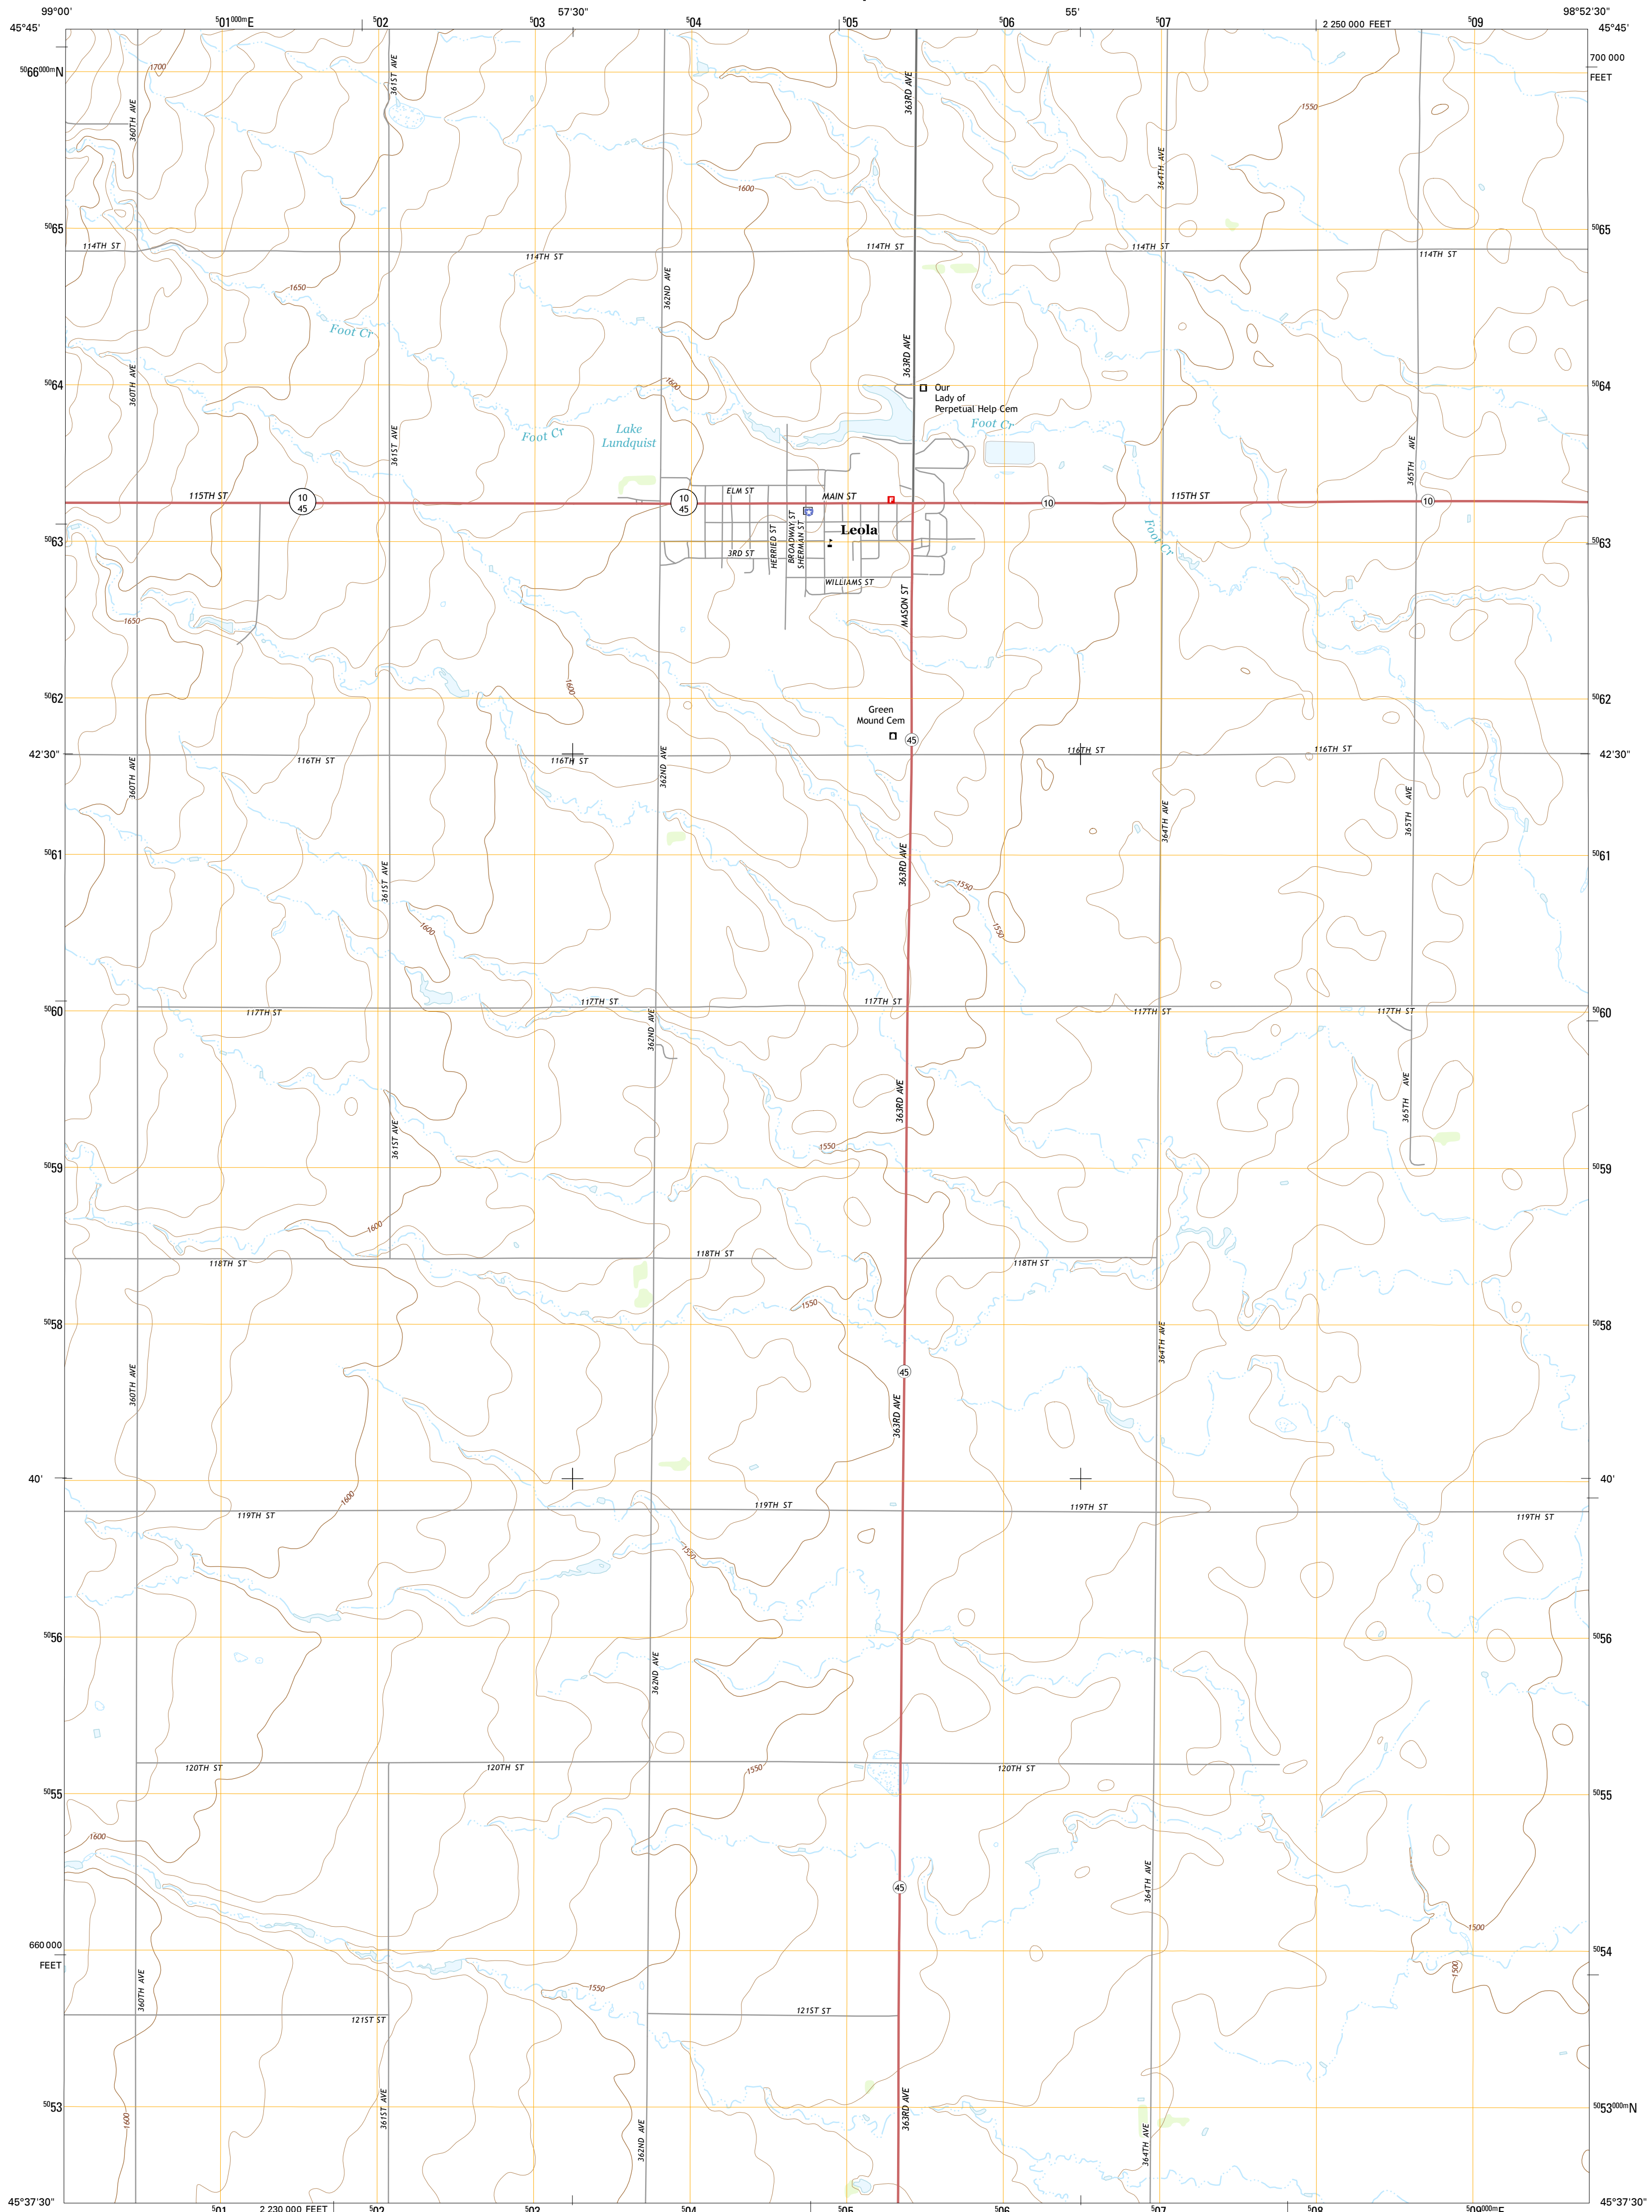 99°00'
501000mE
502
503
57'30"
504
505
506
55'
507
2 250 000 FEET
509
98°52'30"
45°45'
45°45'
5066000mN
700 000
FEET
1700
361ST AVE
363RD AVE
1550
360TH AVE
364TH AVE
1600
5065
5065
114TH ST
114TH ST
114TH ST
114TH ST
114TH ST
1650
362ND AVE
Foot Cr
363RD AVE
5064
5064
360TH AVE
1600
Our
Lady of
Perpetual Help Cem
Foot Cr
Lake
Lundquist
Foot Cr
361ST AVE
365TH AVE
115TH ST
10
45
10
45
ELM ST
MAIN ST
10
115TH ST
10
Leola
HERRIED ST
BROADWAY ST
SHERMAN ST
Foot Cr
5063
5063
3RD ST
WILLIAMS ST
MASON ST
1650
1600
5062
5062
Green
Mound Cem
45
42'30"
42'30"
116TH ST
116TH ST
116TH ST
116TH ST
360TH AVE
362ND AVE
364TH AVE
365TH AVE
5061
5061
361ST AVE
363RD AVE
1550
1600
1550
117TH ST
117TH ST
117TH ST
117TH ST
117TH ST
5060
5060
362ND AVE
363RD AVE
365TH AVE
361ST AVE
1550
5059
5059
1600
118TH ST
118TH ST
118TH ST
1550
5058
5058
364TH AVE
45
360TH AVE
363RD AVE
40'
40'
1600
119TH ST
119TH ST
119TH ST
119TH ST
1550
5056
5056
362ND AVE
120TH ST
120TH ST
1550
120TH ST
5055
5055
1600
364TH AVE
45
1500
660 000
FEET
5054
1500
360TH AVE
1550
121ST ST
121ST ST
5053
5053000mN
1600
361ST AVE
362ND AVE
363RD AVE
364TH AVE
45°37'30"
45°37'30"
501
2 230 000 FEET
502
503
504
505
506
507
508
509000mE